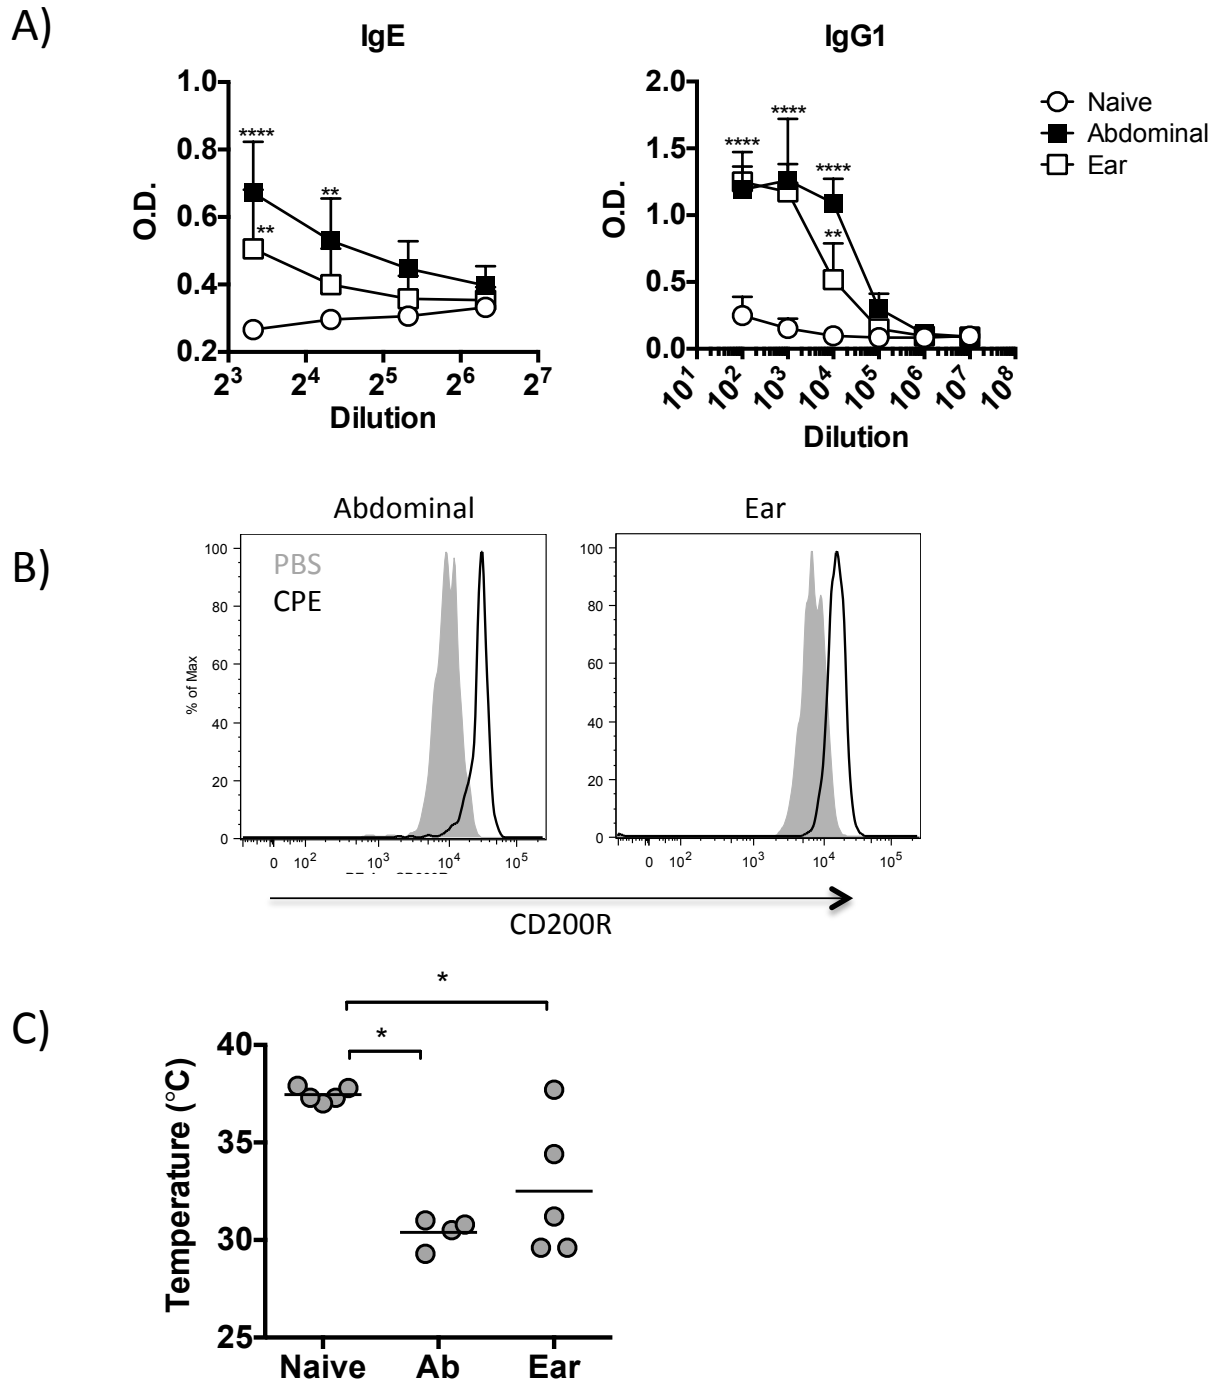 A)
IgE
IgG1
1.0
0.8
0.6
0.4
0.2
O.D.
****
**
**
2^3 2^4 2^5 2^6 2^7
Dilution
2.0
1.5
1.0
0.5
0.0
O.D.
****
****
****
**
10^1 10^2 10^3 10^4 10^5 10^6 10^7 10^8
Dilution
Naive
Abdominal
Ear
B)
Abdominal
Ear
PBS
CPE
% of Max
100
80
60
40
20
0
0 10^2 10^3 10^4 10^5
100
80
60
40
20
0
0 10^2 10^3 10^4 10^5
CD200R
C)
*
*
Temperature (°C)
40
35
30
25
Naive Ab Ear